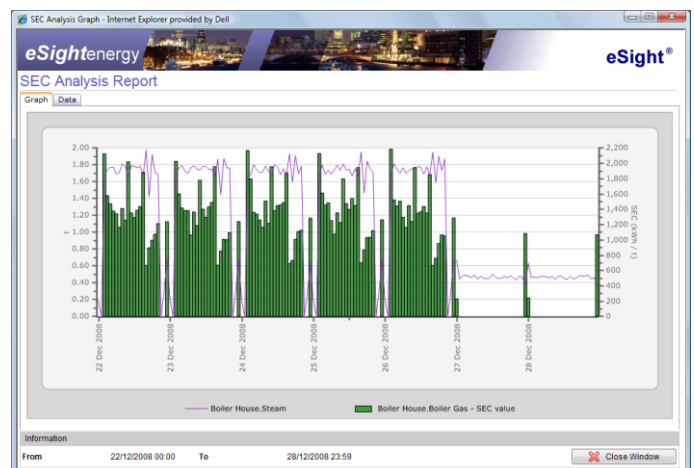 SEC Analysis Graph - Internet Explorer provided by Dell
eSightenergy
eSight®
SEC Analysis Report
Graph Data
2.00
1.80
1.60
1.40
1.20
1.00
0.80
0.60
0.40
0.20
0.00
t
2,200
2,000
1,800
1,600
1,400
1,200
1,000
800
600
400
200
0
SEC (kWh / t)
22 Dec 2008
23 Dec 2008
24 Dec 2008
25 Dec 2008
26 Dec 2008
27 Dec 2008
28 Dec 2008
Boiler House.Steam Boiler House.Boiler Gas - SEC value
Information
From 22/12/2008 00:00 To 28/12/2008 23:59 Close Window